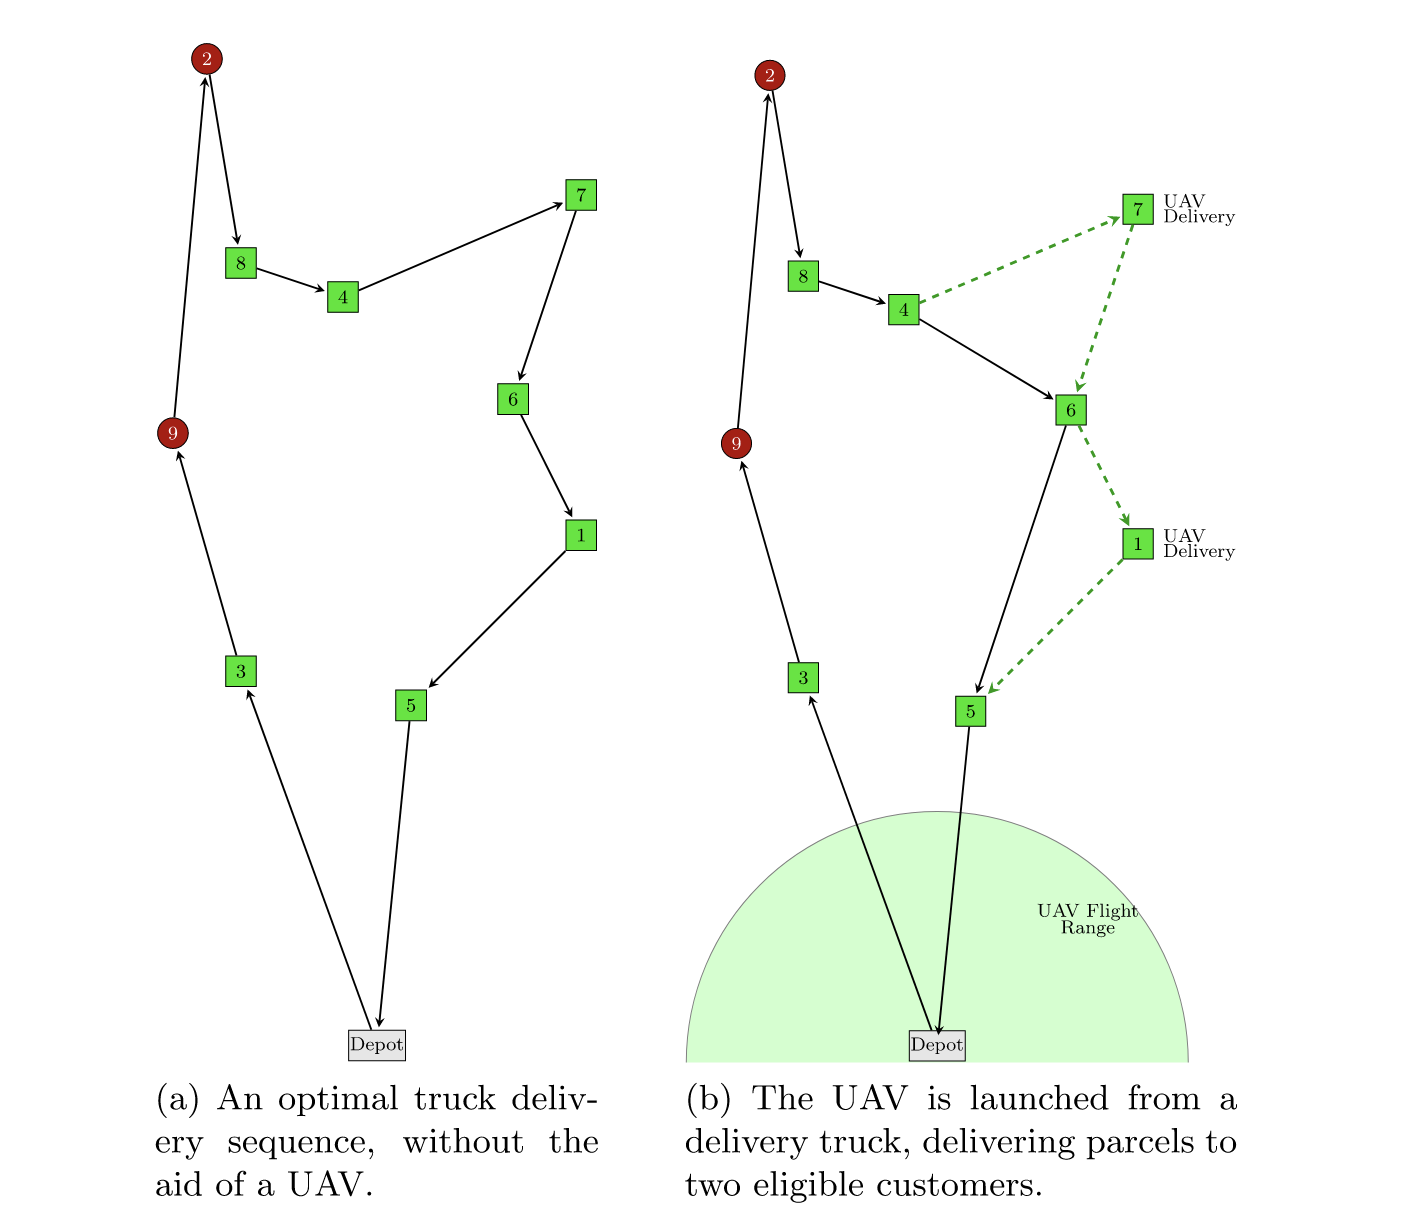 2
7
8
4
6
9
1
3
5
Depot
(a) An optimal truck deliv-
ery sequence, without the
aid of a UAV.
2
7
UAV
Delivery
8
4
6
9
1
UAV
Delivery
3
5
UAV Flight
Range
Depot
(b) The UAV is launched from a
delivery truck, delivering parcels to
two eligible customers.